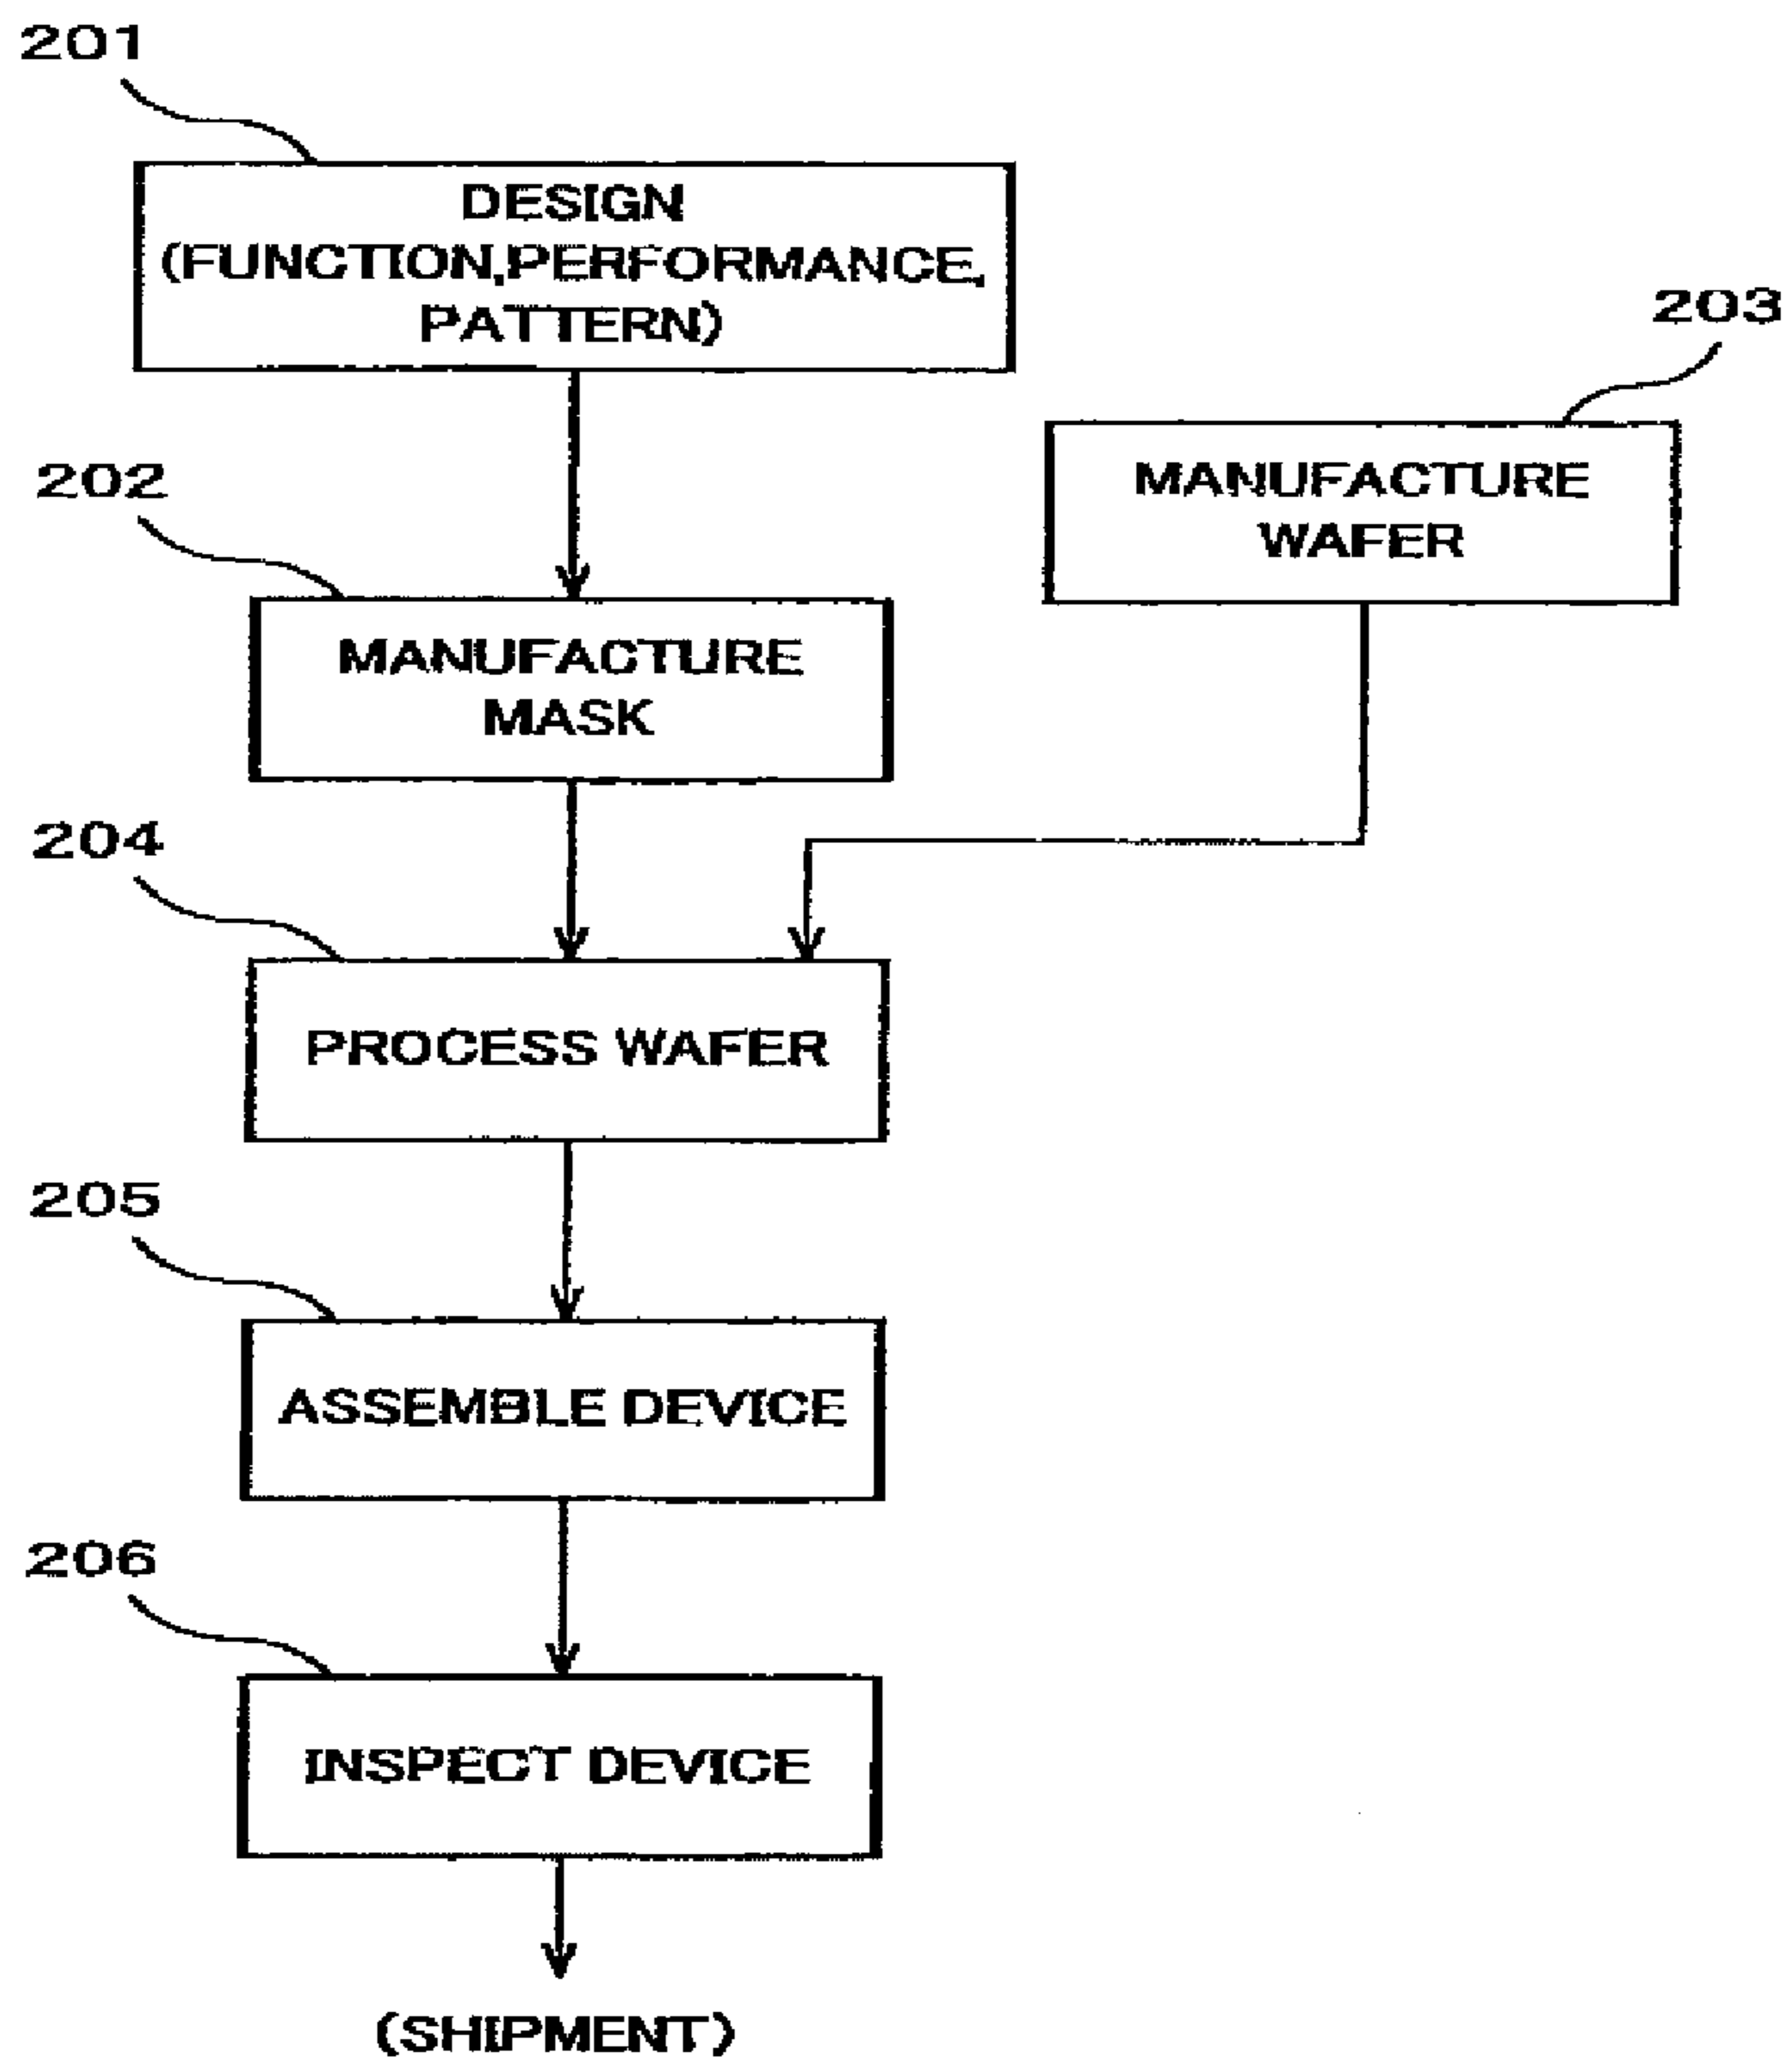 201
DESIGN
(FUNCTION,PERFORMANCE,
PATTERN)
203
MANUFACTURE
WAFER
202
MANUFACTURE
MASK
204
PROCESS WAFER
205
ASSEMBLE DEVICE
206
INSPECT DEVICE
(SHIPMENT)